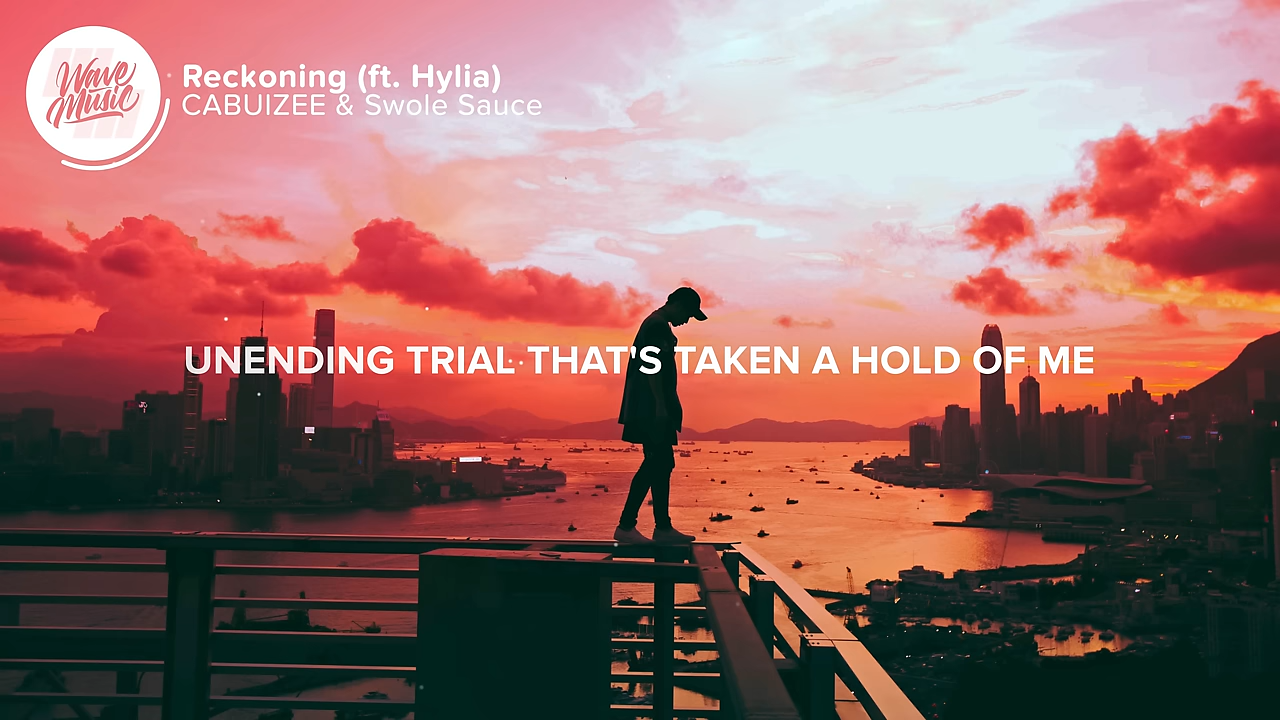 Wave
Music
Reckoning (ft. Hylia)
CABUIZEE & Swole Sauce
UNENDING TRIAL THAT'S TAKEN A HOLD OF ME